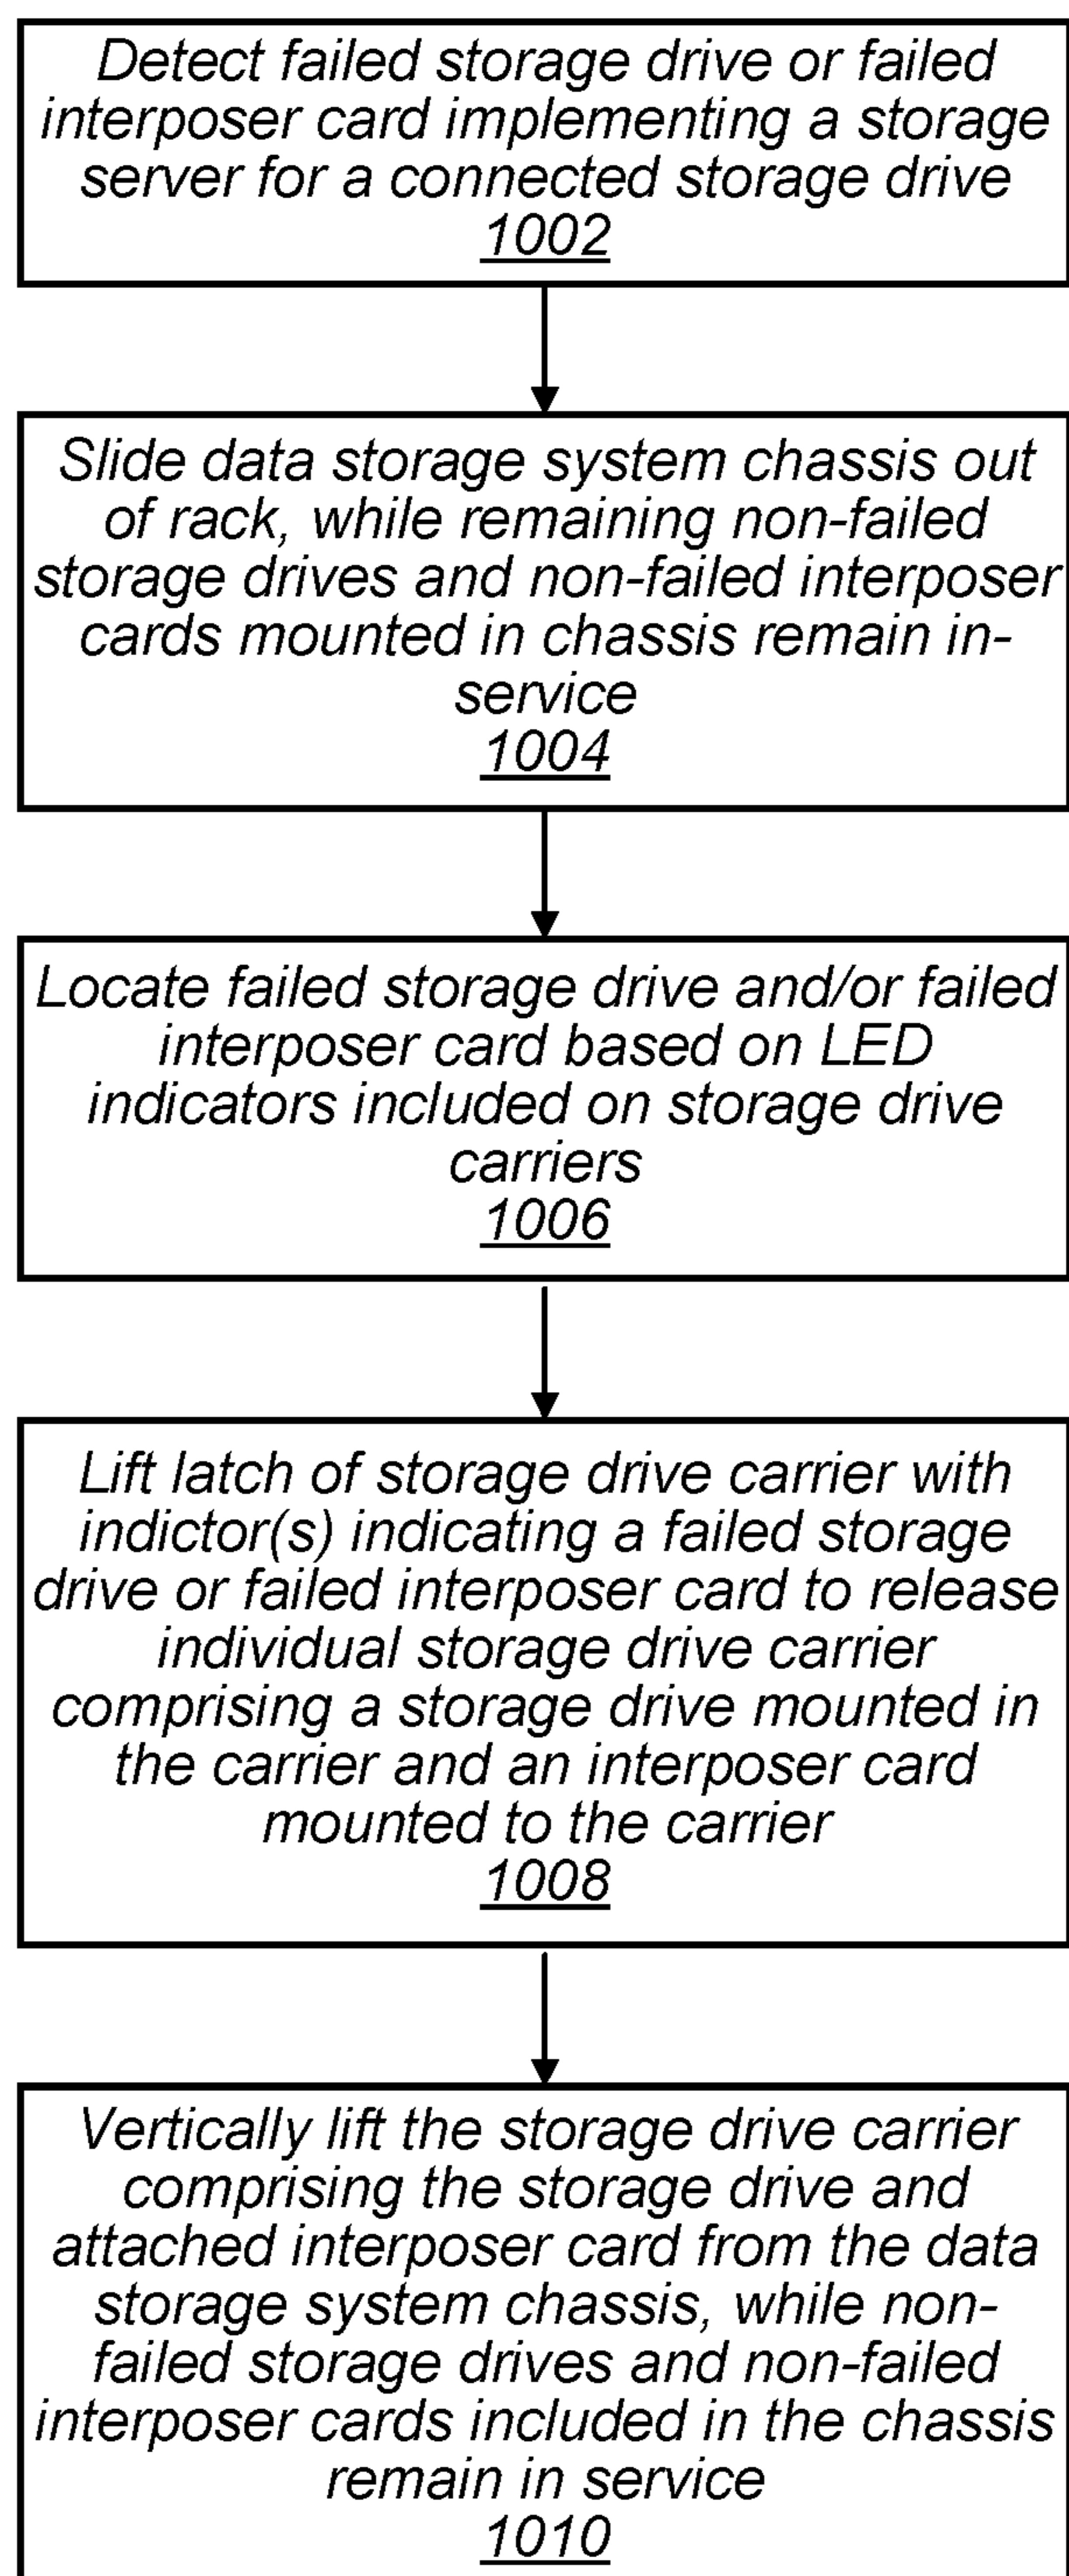 Detect failed storage drive or failed
interposer card implementing a storage
server for a connected storage drive
1002
Slide data storage system chassis out
of rack, while remaining non-failed
storage drives and non-failed interposer
cards mounted in chassis remain in-
service
1004
Locate failed storage drive and/or failed
interposer card based on LED
indicators included on storage drive
carriers
1006
Lift latch of storage drive carrier with
indictor(s) indicating a failed storage
drive or failed interposer card to release
individual storage drive carrier
comprising a storage drive mounted in
the carrier and an interposer card
mounted to the carrier
1008
Vertically lift the storage drive carrier
comprising the storage drive and
attached interposer card from the data
storage system chassis, while non-
failed storage drives and non-failed
interposer cards included in the chassis
remain in service
1010